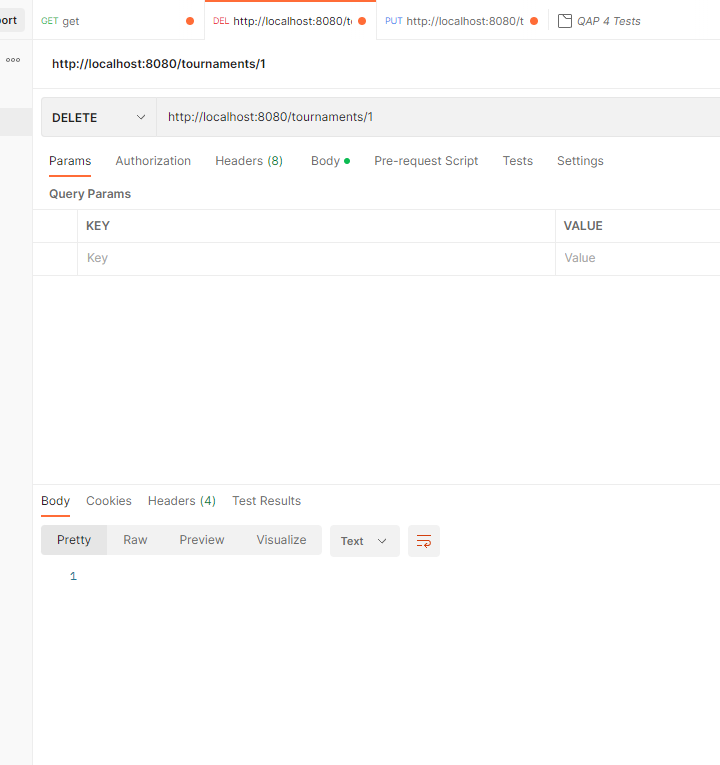 ort GET get DEL http://localhost:8080/t PUT http://localhost:8080/t QAP 4 Tests
http://localhost:8080/tournaments/1
DELETE http://localhost:8080/tournaments/1
Params Authorization Headers (8) Body Pre-request Script Tests Settings
Query Params
KEY VALUE
Key Value
Body Cookies Headers (4) Test Results
Pretty Raw Preview Visualize Text
1